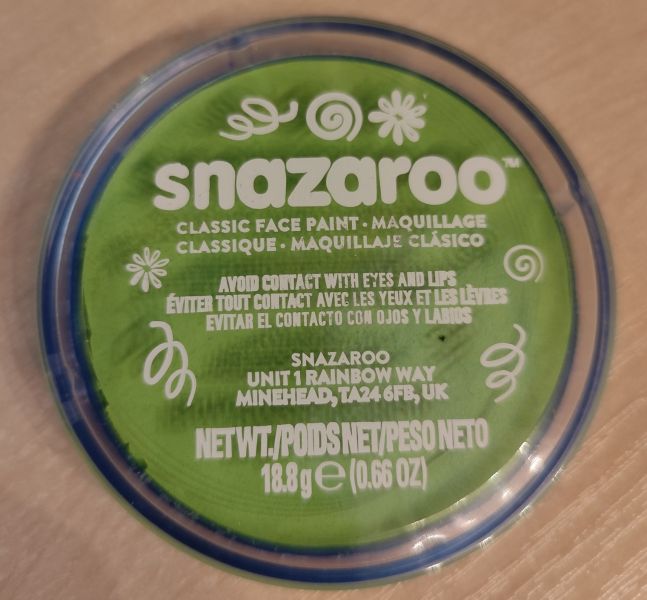 snazaroo™
CLASSIC FACE PAINT · MAQUILLAGE
CLASSIQUE · MAQUILLAJE CLÁSICO
AVOID CONTACT WITH EYES AND LIPS
ÉVITER TOUT CONTACT AVEC LES YEUX ET LES LÈVRES
EVITAR EL CONTACTO CON OJOS Y LABIOS
SNAZAROO
UNIT 1 RAINBOW WAY
MINEHEAD, TA24 6FB, UK
NET WT./POIDS NET/PESO NETO
18.8 g e (0.66 OZ)